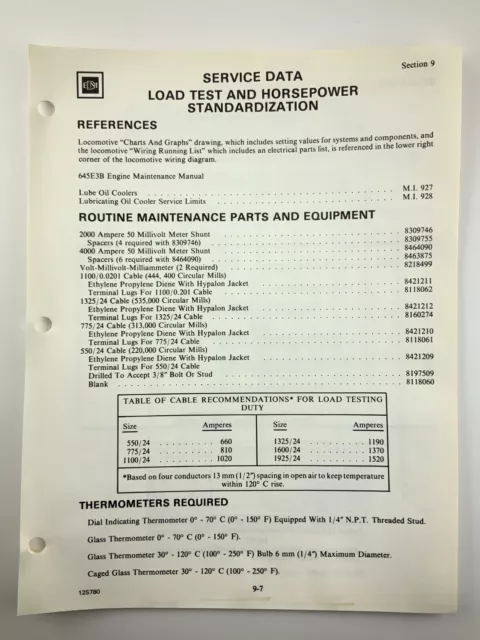 Section 9
SERVICE DATA
LOAD TEST AND HORSEPOWER
STANDARDIZATION
REFERENCES
Locomotive "Charts And Graphs" drawing, which includes setting values for systems and components, and
the locomotive "Wiring Running List" which includes an electrical parts list, is referenced in the lower right
corner of the locomotive wiring diagram.
645E3B Engine Maintenance Manual
Lube Oil Coolers . . . . . . . . . . M.I. 927
Lubricating Oil Cooler Service Limits . . . . . . . . . . M.I. 928
ROUTINE MAINTENANCE PARTS AND EQUIPMENT
2000 Ampere 50 Millivolt Meter Shunt . . . . . . . . . . 8309746
Spacers (4 required with 8309746) . . . . . . . . . . 8309755
4000 Ampere 50 Millivolt Meter Shunt . . . . . . . . . . 8464090
Spacers (6 required with 8464090) . . . . . . . . . . 8463875
Volt-Millivolt-Milliammeter (2 Required) . . . . . . . . . . 8218499
1100/0.0201 Cable (444, 400 Circular Mills)
Ethylene Propylene Diene With Hypalon Jacket . . . . . . . . . . 8421211
Terminal Lugs For 1100/0.201 Cable . . . . . . . . . . 8118062
1325/24 Cable (535,000 Circular Mills)
Ethylene Propylene Diene With Hypalon Jacket . . . . . . . . . . 8421212
Terminal Lugs For 1325/24 Cable . . . . . . . . . . 8160274
775/24 Cable (313,000 Circular Mills)
Ethylene Propylene Diene With Hypalon Jacket . . . . . . . . . . 8421210
Terminal Lugs For 775/24 Cable . . . . . . . . . . 8118061
550/24 Cable (220,000 Circular Mills)
Ethylene Propylene Diene With Hypalon Jacket . . . . . . . . . . 8421209
Terminal Lugs For 550/24 Cable
Drilled To Accept 3/8" Bolt Or Stud . . . . . . . . . . 8197509
Blank . . . . . . . . . . 8118060
TABLE OF CABLE RECOMMENDATIONS* FOR LOAD TESTING
DUTY
Size Amperes Size Amperes
550/24 . . . . . . . . . 660 1325/24 . . . . . . . . . 1190
775/24 . . . . . . . . . 810 1600/24 . . . . . . . . . 1370
1100/24 . . . . . . . . . 1020 1925/24 . . . . . . . . . 1520
*Based on four conductors 13 mm (1/2") spacing in open air to keep temperature
within 120° C rise.
THERMOMETERS REQUIRED
Dial Indicating Thermometer 0° - 70° C (0° - 150° F) Equipped With 1/4" N.P.T. Threaded Stud.
Glass Thermometer 0° - 70° C (0° - 150° F).
Glass Thermometer 30° - 120° C (100° - 250° F) Bulb 6 mm (1/4") Maximum Diameter.
Caged Glass Thermometer 30° - 120° C (100° - 250° F).
12S780
9-7